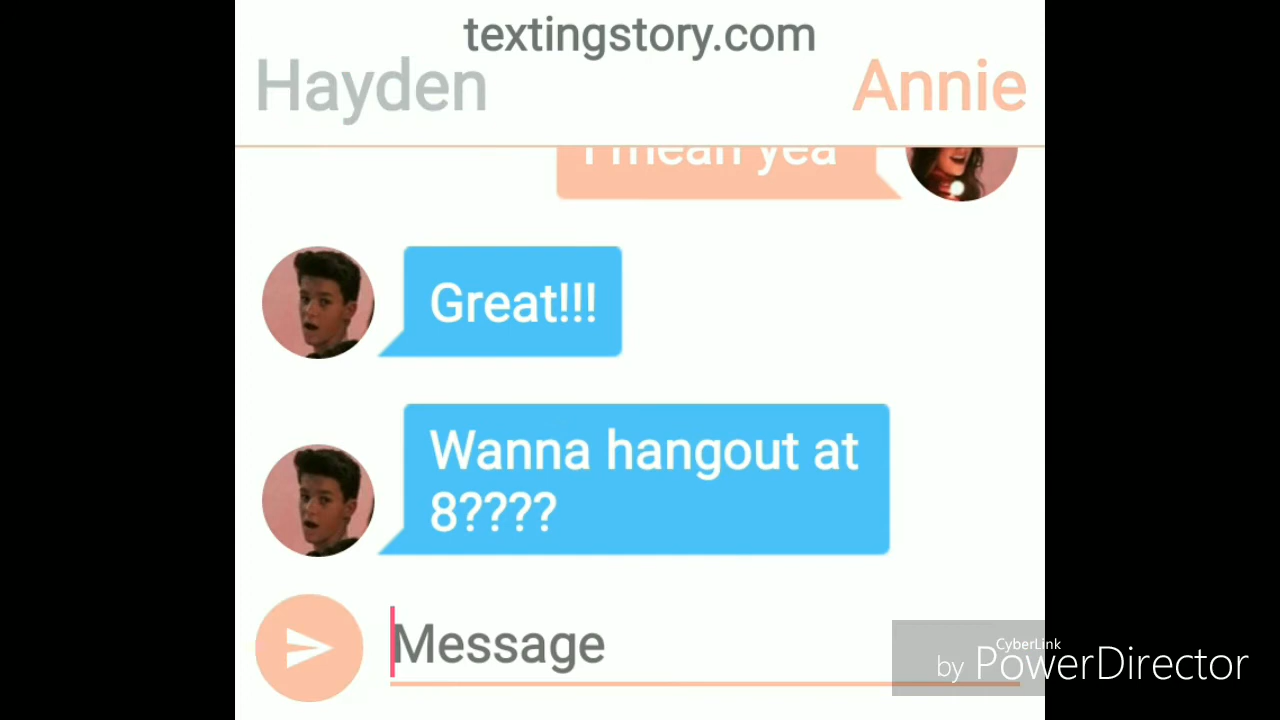 textingstory.com
Hayden
Annie
I mean yea
Great!!!
Wanna hangout at
8????
Message
CyberLink
by PowerDirector